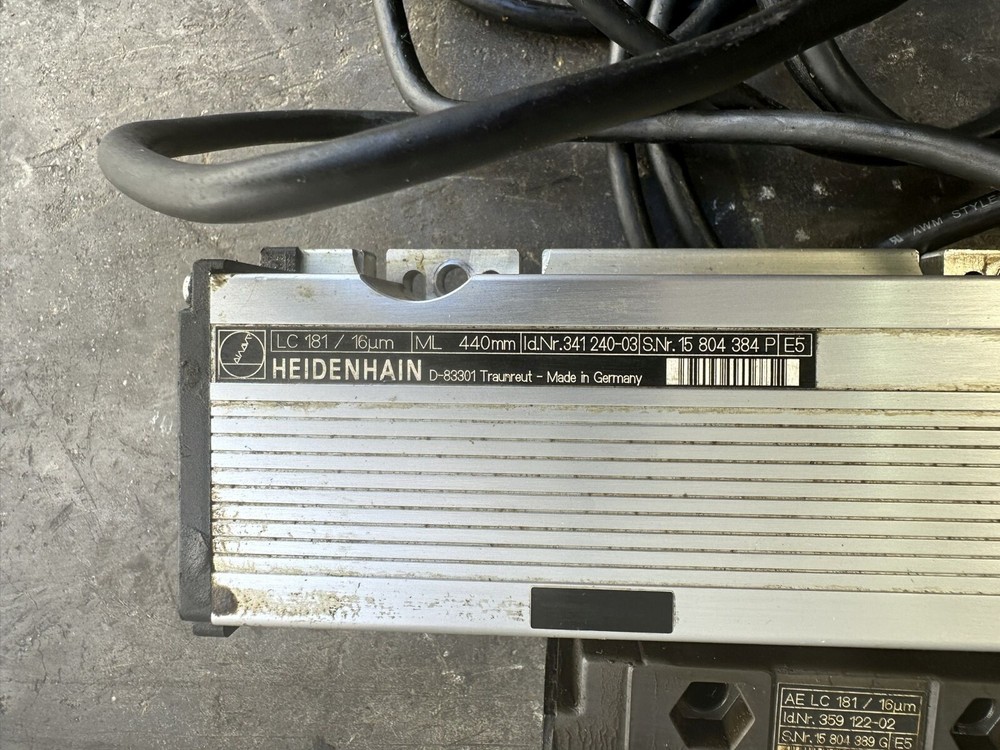 AWM STYLE
LC 181 / 16µm ML 440mm Id.Nr.341 240-03 S.Nr. 15 804 384 P E5
HEIDENHAIN D-83301 Traunreut - Made in Germany
AE LC 181 / 16µm
Id.Nr. 359 122-02
S.Nr. 15 804 389 G E5